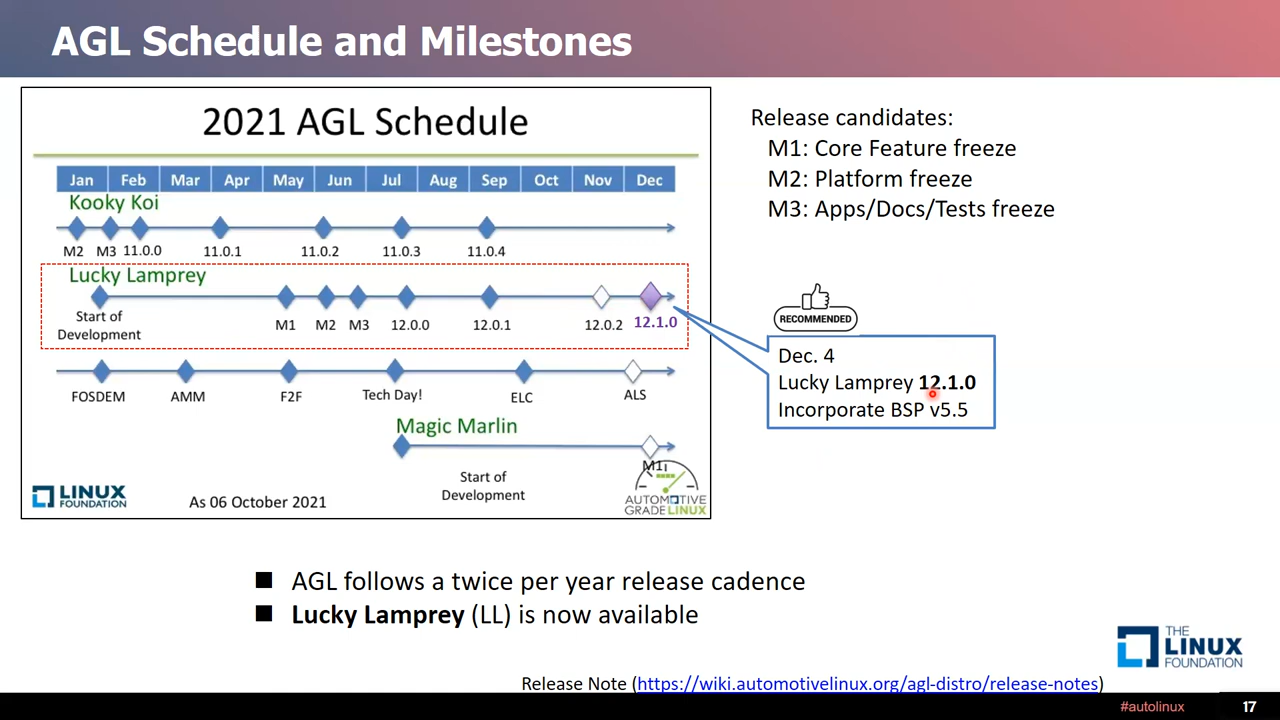 AGL Schedule and Milestones
2021 AGL Schedule
Jan Feb Mar Apr May Jun Jul Aug Sep Oct Nov Dec
Kooky Koi
M2 M3 11.0.0 11.0.1 11.0.2 11.0.3 11.0.4
Lucky Lamprey
Start of
Development
M1 M2 M3 12.0.0 12.0.1 12.0.2 12.1.0
FOSDEM AMM F2F Tech Day! ELC ALS
Magic Marlin
M1
Start of
Development
LINUX
FOUNDATION
As 06 October 2021
AUTOMOTIVE
GRADELINUX
Release candidates:
M1: Core Feature freeze
M2: Platform freeze
M3: Apps/Docs/Tests freeze
RECOMMENDED
Dec. 4
Lucky Lamprey 12.1.0
Incorporate BSP v5.5
AGL follows a twice per year release cadence
Lucky Lamprey (LL) is now available
THE
LINUX
FOUNDATION
Release Note (https://wiki.automotivelinux.org/agl-distro/release-notes)
#autolinux 17